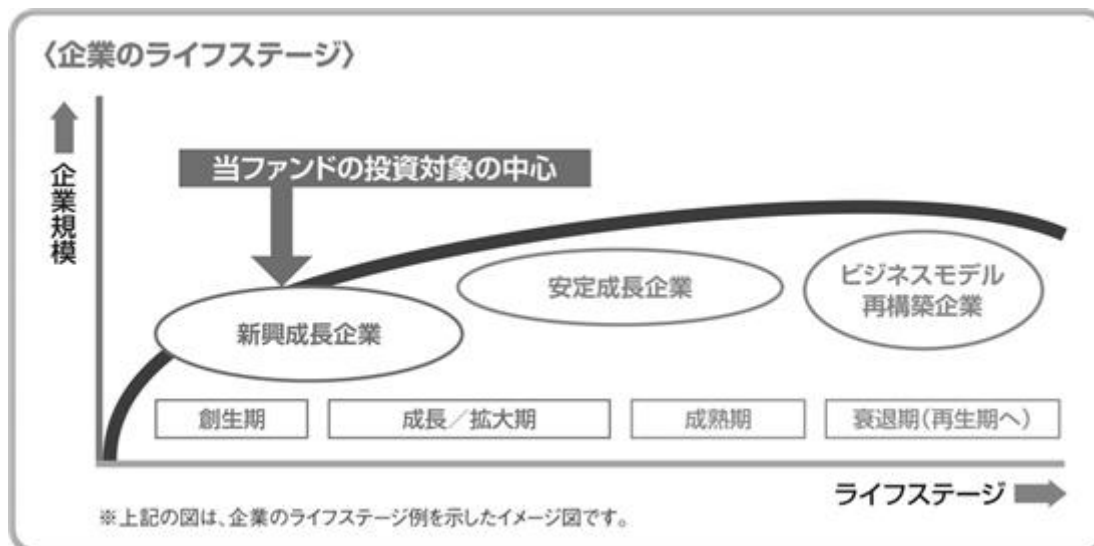 〈企業のライフステージ〉
企業規模
当ファンドの投資対象の中心
新興成長企業
安定成長企業
ビジネスモデル
再構築企業
創生期
成長／拡大期
成熟期
衰退期(再生期へ)
ライフステージ
※上記の図は、企業のライフステージ例を示したイメージ図です。